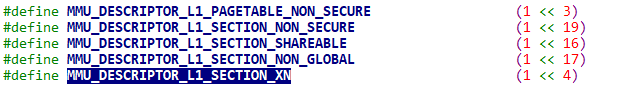 #define MMU_DESCRIPTOR_L1_PAGETABLE_NON_SECURE (1 << 3)
#define MMU_DESCRIPTOR_L1_SECTION_NON_SECURE (1 << 19)
#define MMU_DESCRIPTOR_L1_SECTION_SHAREABLE (1 << 16)
#define MMU_DESCRIPTOR_L1_SECTION_NON_GLOBAL (1 << 17)
#define MMU_DESCRIPTOR_L1_SECTION_XN (1 << 4)